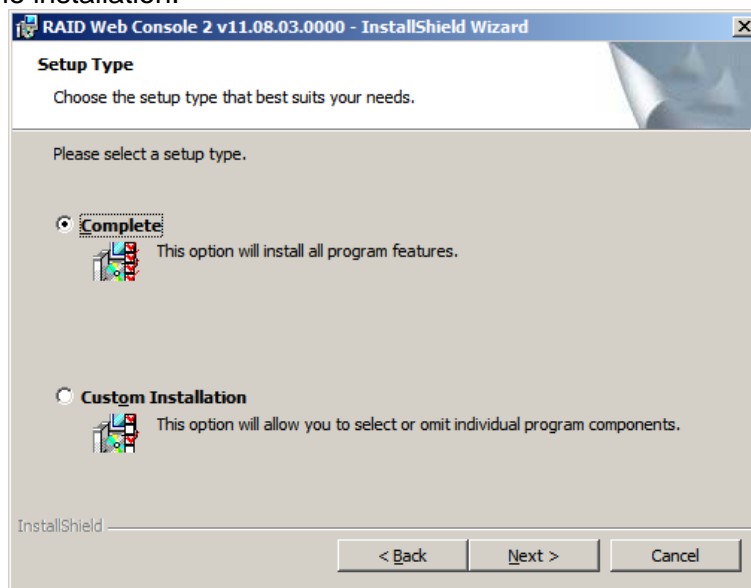 installation.
RAID Web Console 2 v11.08.03.0000 - InstallShield Wizard
Setup Type
Choose the setup type that best suits your needs.
Please select a setup type.
Complete
This option will install all program features.
Custom Installation
This option will allow you to select or omit individual program components.
InstallShield
< Back Next > Cancel